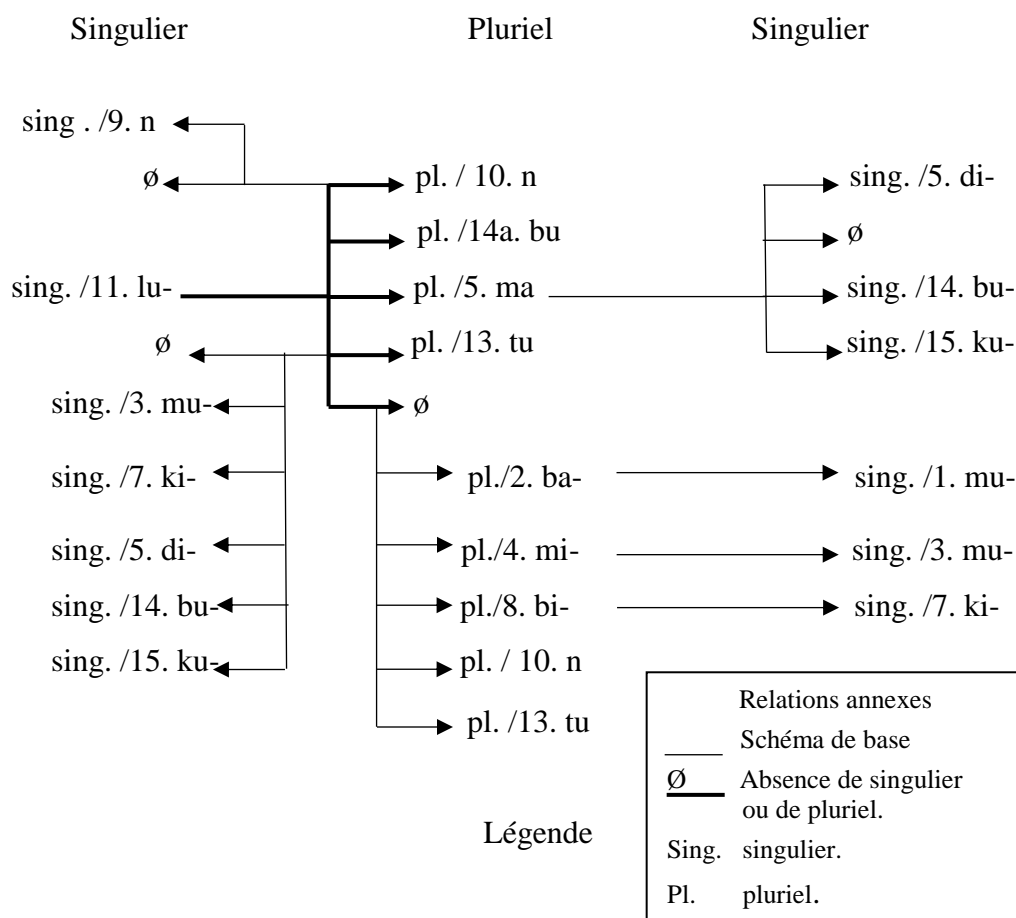 Singulier Pluriel Singulier
sing . /9. n
ø pl. / 10. n sing. /5. di-
pl. /14a. bu ø
sing. /11. lu- pl. /5. ma sing. /14. bu-
ø pl. /13. tu sing. /15. ku-
sing. /3. mu- ø
sing. /7. ki- pl./2. ba- sing. /1. mu-
sing. /5. di- pl./4. mi- sing. /3. mu-
sing. /14. bu- pl./8. bi- sing. /7. ki-
sing. /15. ku- pl. / 10. n
pl. /13. tu
Légende
Relations annexes
Schéma de base
Ø Absence de singulier
ou de pluriel.
Sing. singulier.
Pl. pluriel.